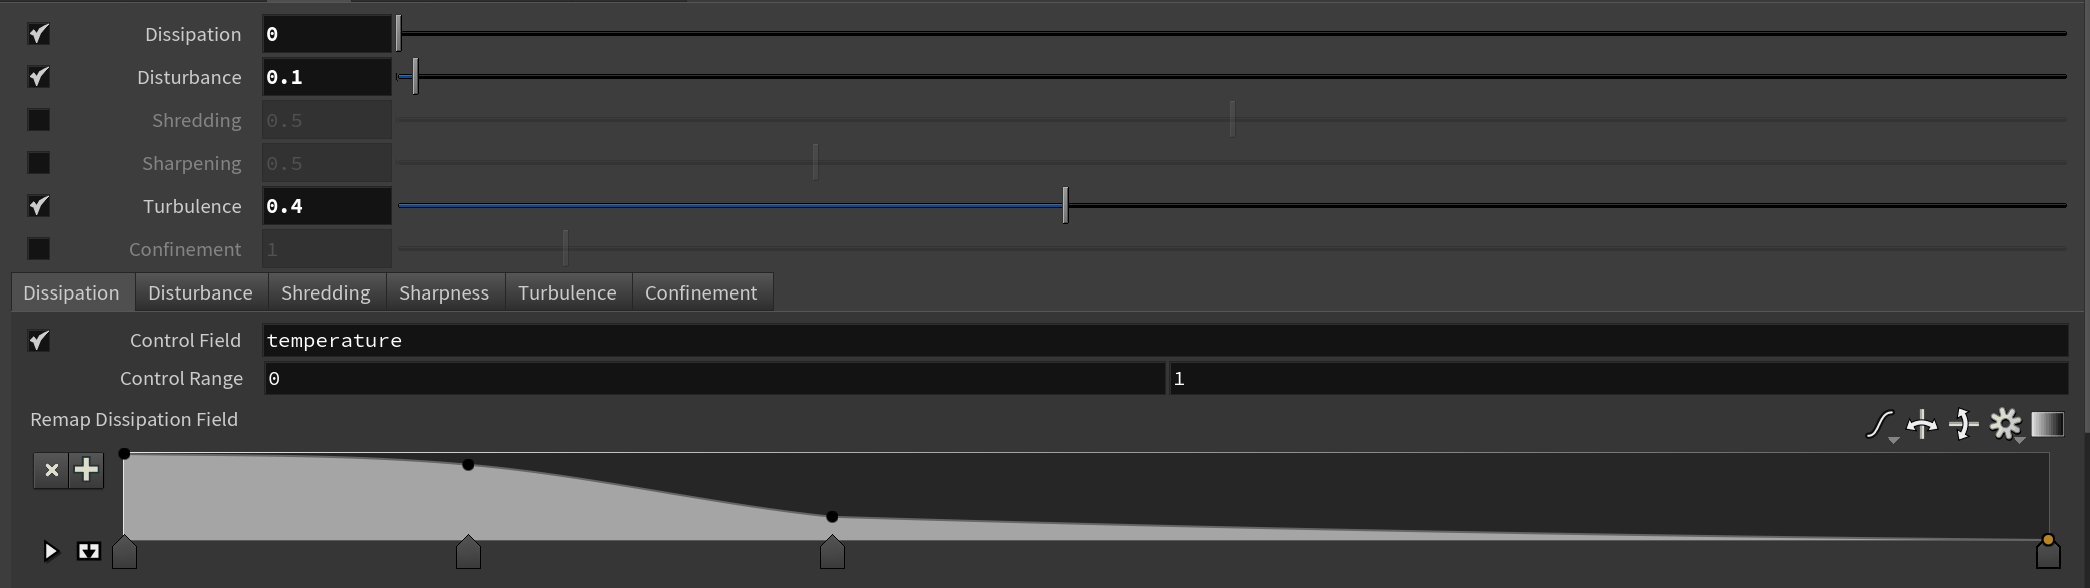 Dissipation 0
Disturbance 0.1
Shredding 0.5
Sharpening 0.5
Turbulence 0.4
Confinement 1
Dissipation Disturbance Shredding Sharpness Turbulence Confinement
Control Field temperature
Control Range 0 1
Remap Dissipation Field